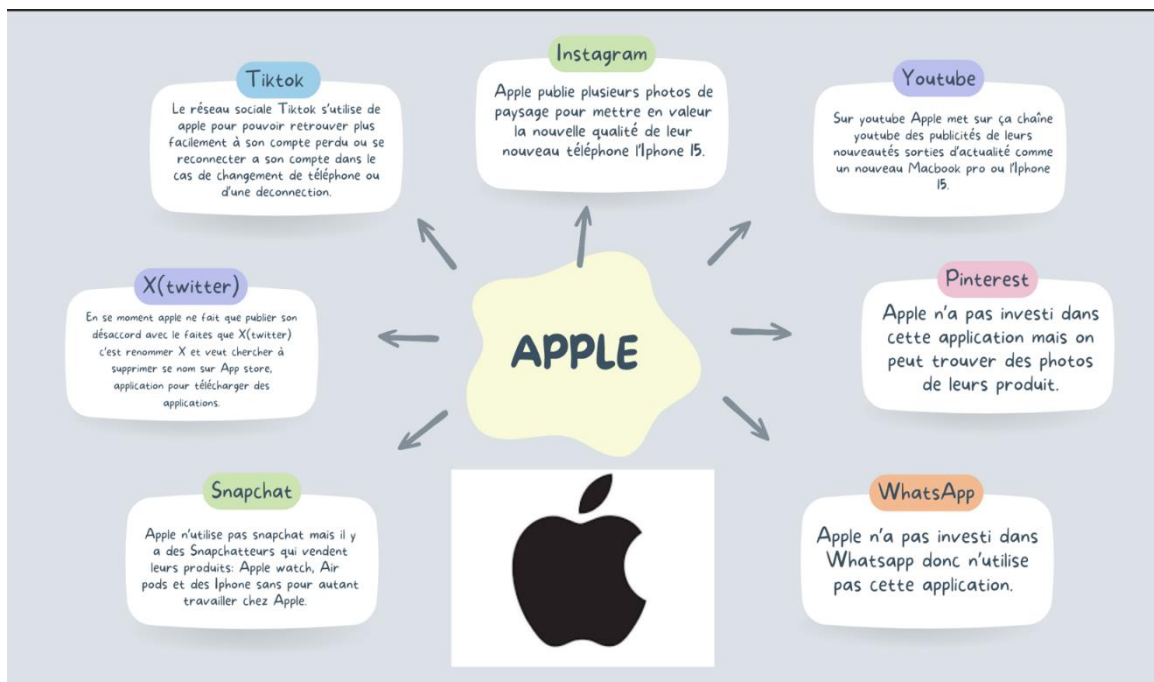 Tiktok
Le réseau sociale Tiktok s'utilise de
apple pour pouvoir retrouver plus
facilement à son compte perdu ou se
reconnecter a son compte dans le
cas de changement de téléphone ou
d'une deconnection.
Instagram
Apple publie plusieurs photos de
paysage pour mettre en valeur
la nouvelle qualité de leur
nouveau téléphone l'Iphone 15.
Youtube
Sur youtube Apple met sur ça chaîne
youtube des publicités de leurs
nouveautés sorties d'actualité comme
un nouveau Macbook pro ou l'Iphone
15.
X(twitter)
En se moment apple ne fait que publier son
désaccord avec le faites que X(twitter)
c'est renommer X et veut chercher à
supprimer se nom sur App store,
application pour télécharger des
applications.
APPLE
Pinterest
Apple n'a pas investi dans
cette application mais on
peut trouver des photos
de leurs produit.
Snapchat
Apple n'utilise pas snapchat mais il y
a des Snapchatteurs qui vendent
leurs produits: Apple watch, Air
pods et des Iphone sans pour autant
travailler chez Apple.
WhatsApp
Apple n'a pas investi dans
Whatsapp donc n'utilise
pas cette application.